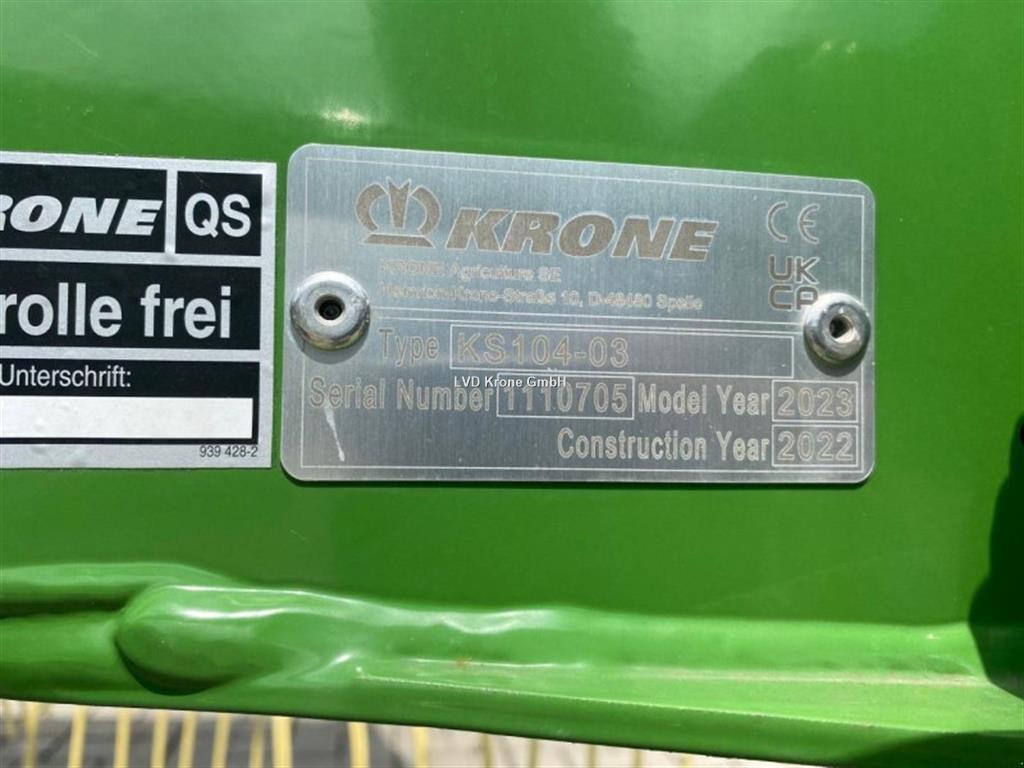 RONE QS
rolle frei
Unterschrift:
939 428-2
KRONE CE
KRONE Agriculture SE
Heinrich-Krone-Straße 10, D-48480 Spelle
UK
CA
Type KS104-03
LVD Krone GmbH
Serial Number 1110705 Model Year 2023
Construction Year 2022